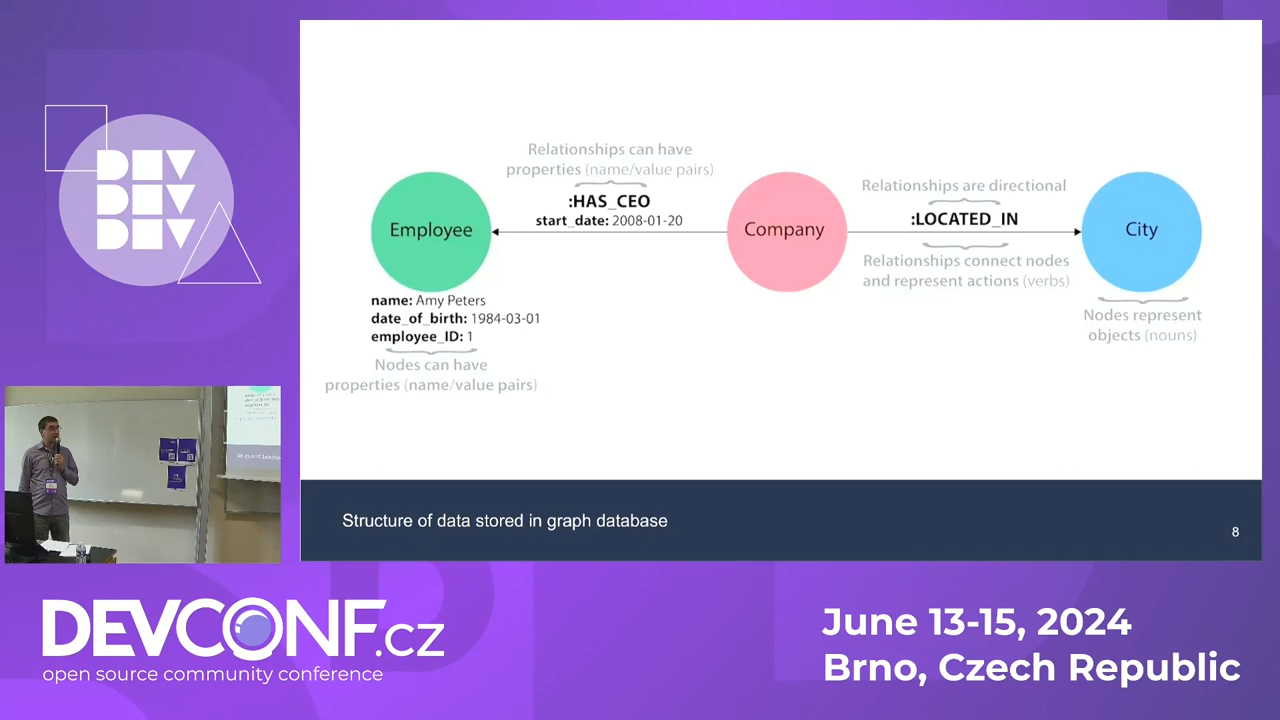 DEV
DEV
DEV
Relationships can have
properties (name/value pairs)
:HAS_CEO
start_date: 2008-01-20
Relationships are directional
:LOCATED_IN
Relationships connect nodes
and represent actions (verbs)
Employee
Company
City
name: Amy Peters
date_of_birth: 1984-03-01
employee_ID: 1
Nodes can have
properties (name/value pairs)
Nodes represent
objects (nouns)
Structure of data stored in graph database
8
DEVCONF.cz
open source community conference
June 13-15, 2024
Brno, Czech Republic